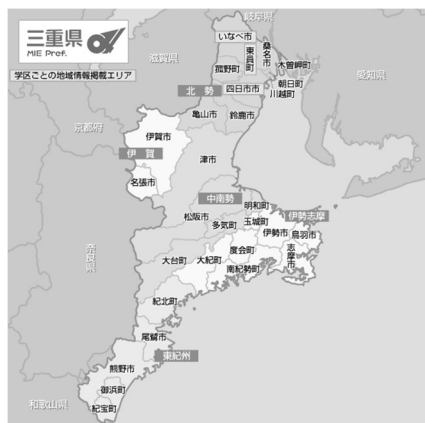 三重県
MIE Pref.
学区ごとの地域情報掲載エリア
岐阜県
滋賀県
愛知県
京都府
奈良県
和歌山県
いなべ市
東員町
桑名市
木曽岬町
菰野町
朝日町
川越町
北勢
四日市市
亀山市
鈴鹿市
伊賀市
伊賀
津市
名張市
中南勢
明和町
伊勢志摩
松阪市
玉城町
多気町
伊勢市
鳥羽市
度会町
志摩市
大台町
大紀町
南紀勢町
紀北町
尾鷲市
東紀州
熊野市
御浜町
紀宝町